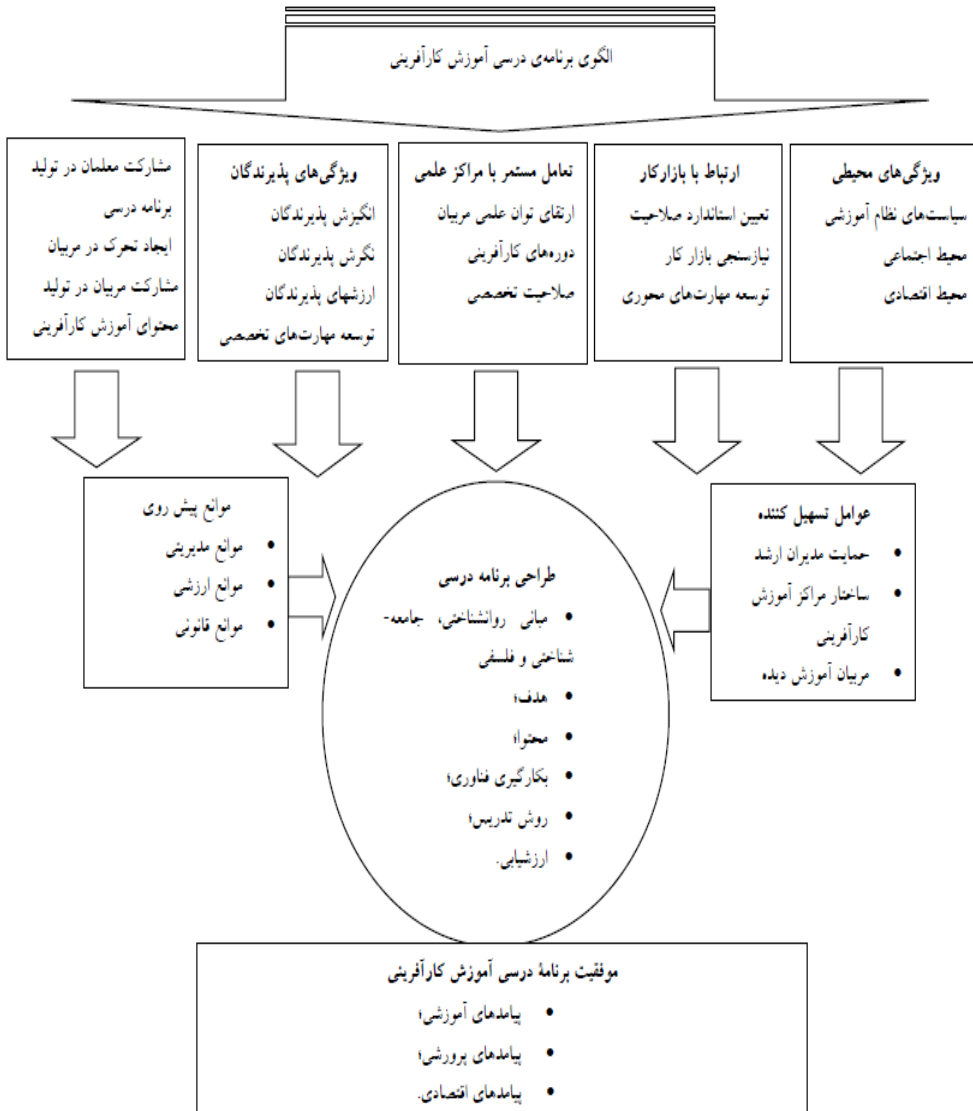 الگوی برنامه‌ی درسی آموزش کارآفرینی
ویژگی‌های محیطی
سیاست‌های نظام آموزشی
محیط اجتماعی
محیط اقتصادی
ارتباط با بازارکار
تعیین استاندارد صلاحیت
نیازسنجی بازار کار
توسعه مهارت‌های محوری
تعامل مستمر با مراکز علمی
ارتقای توان علمی مربیان
دوره‌های کارآفرینی
صلاحیت تخصصی
ویژگی‌های پذیرندگان
انگیزش پذیرندگان
نگرش پذیرندگان
ارزشهای پذیرندگان
توسعه مهارت‌های تخصصی
مشارکت معلمان در تولید
برنامه درسی
ایجاد تحرک در مربیان
مشارکت مربیان در تولید
محتوای آموزش کارآفرینی
عوامل تسهیل کننده
• حمایت مدیران ارشد
• ساختار مراکز آموزش
کارآفرینی
• مربیان آموزش دیده
طراحی برنامه درسی
• مبانی روانشناختی، جامعه-
شناختی و فلسفی
• هدف؛
• محتوا؛
• بکارگیری فناوری؛
• روش تدریس؛
• ارزشیابی.
موانع پیش روی
• موانع مدیریتی
• موانع ارزشی
• موانع قانونی
موفقیت برنامۀ درسی آموزش کارآفرینی
• پیامدهای آموزشی؛
• پیامدهای پرورشی؛
• پیامدهای اقتصادی.